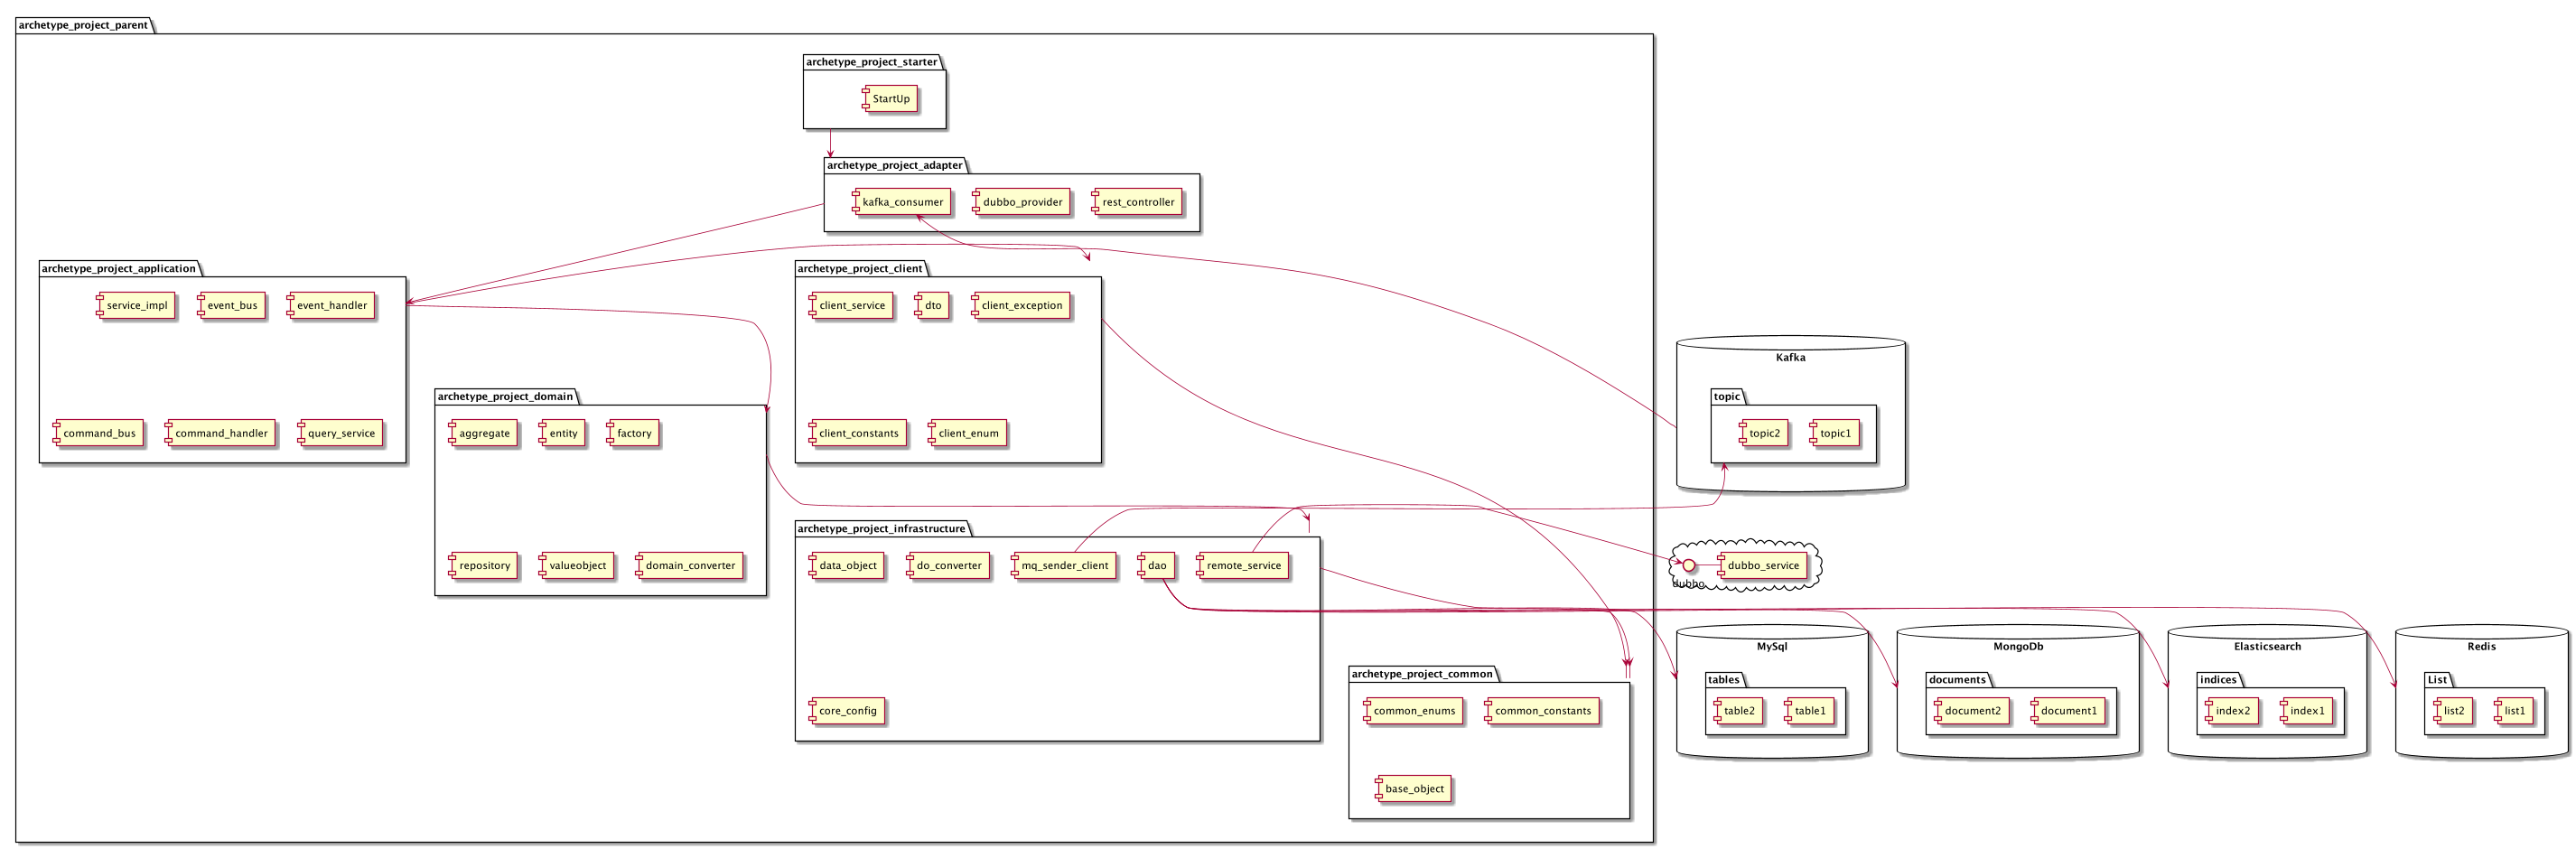 archetype_project_parent
archetype_project_starter
StartUp
archetype_project_adapter
kafka_consumer
dubbo_provider
rest_controller
archetype_project_application
service_impl
event_bus
event_handler
command_bus
command_handler
query_service
archetype_project_client
client_service
dto
client_exception
client_constants
client_enum
archetype_project_domain
aggregate
entity
factory
repository
valueobject
domain_converter
archetype_project_infrastructure
data_object
do_converter
mq_sender_client
dao
remote_service
core_config
archetype_project_common
common_enums
common_constants
base_object
Kafka
topic
topic2
topic1
dubbo
dubbo_service
MySql
tables
table2
table1
MongoDb
documents
document2
document1
Elasticsearch
indices
index2
index1
Redis
List
list2
list1